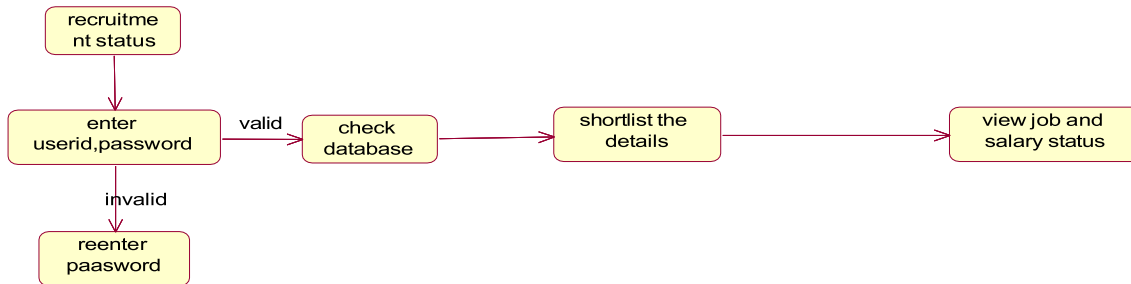 recruitme
nt status
enter
userid,password
valid
check
database
shortlist the
details
view job and
salary status
invalid
reenter
paasword